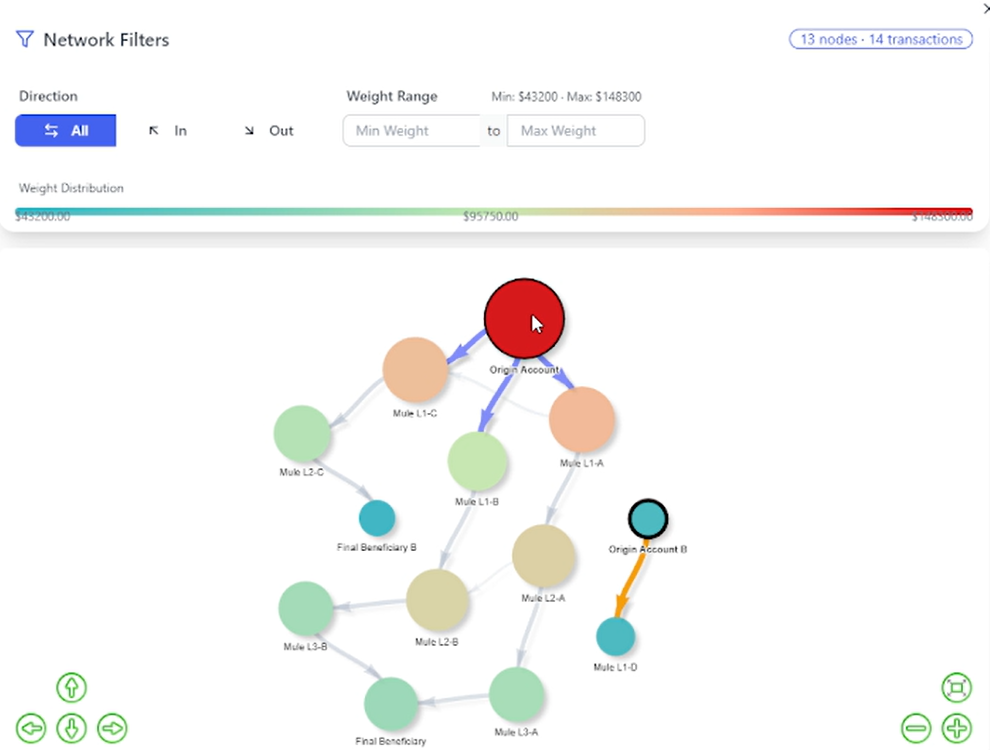 Network Filters
13 nodes · 14 transactions
Direction
Weight Range
Min: $43200 · Max: $148300
All
In
Out
Min Weight
to
Max Weight
Weight Distribution
$43200.00
$95750.00
$148300.00
Origin Account
Mule L1-C
Mule L1-A
Mule L2-C
Mule L1-B
Final Beneficiary B
Origin Account B
Mule L2-A
Mule L2-B
Mule L3-B
Mule L1-D
Mule L3-A
Final Beneficiary